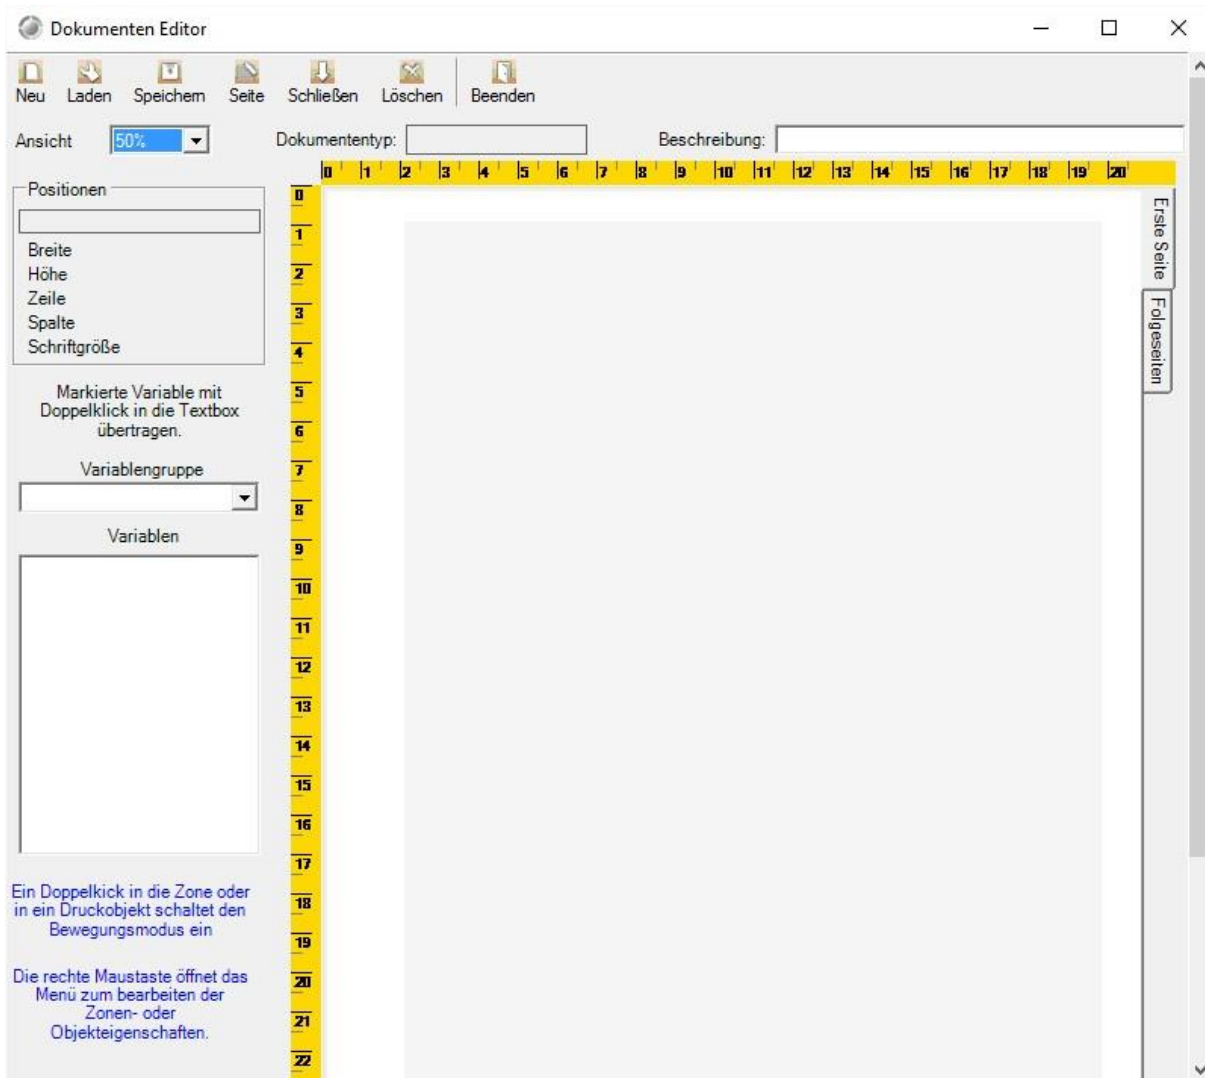 Dokumenten Editor
Neu Laden Speichern Seite Schließen Löschen Beenden
Ansicht 50% Dokumententyp: Beschreibung:
0 1 2 3 4 5 6 7 8 9 10 11 12 13 14 15 16 17 18 19 20
Positionen
Breite
Höhe
Zeile
Spalte
Schriftgröße
Markierte Variable mit
Doppelklick in die Textbox
übertragen.
Variablengruppe
Variablen
Ein Doppelkick in die Zone oder
in ein Druckobjekt schaltet den
Bewegungsmodus ein
Die rechte Maustaste öffnet das
Menü zum bearbeiten der
Zonen- oder
Objekteigenschaften.
0
1
2
3
4
5
6
7
8
9
10
11
12
13
14
15
16
17
18
19
20
21
22
Erste Seite
Folgeseiten